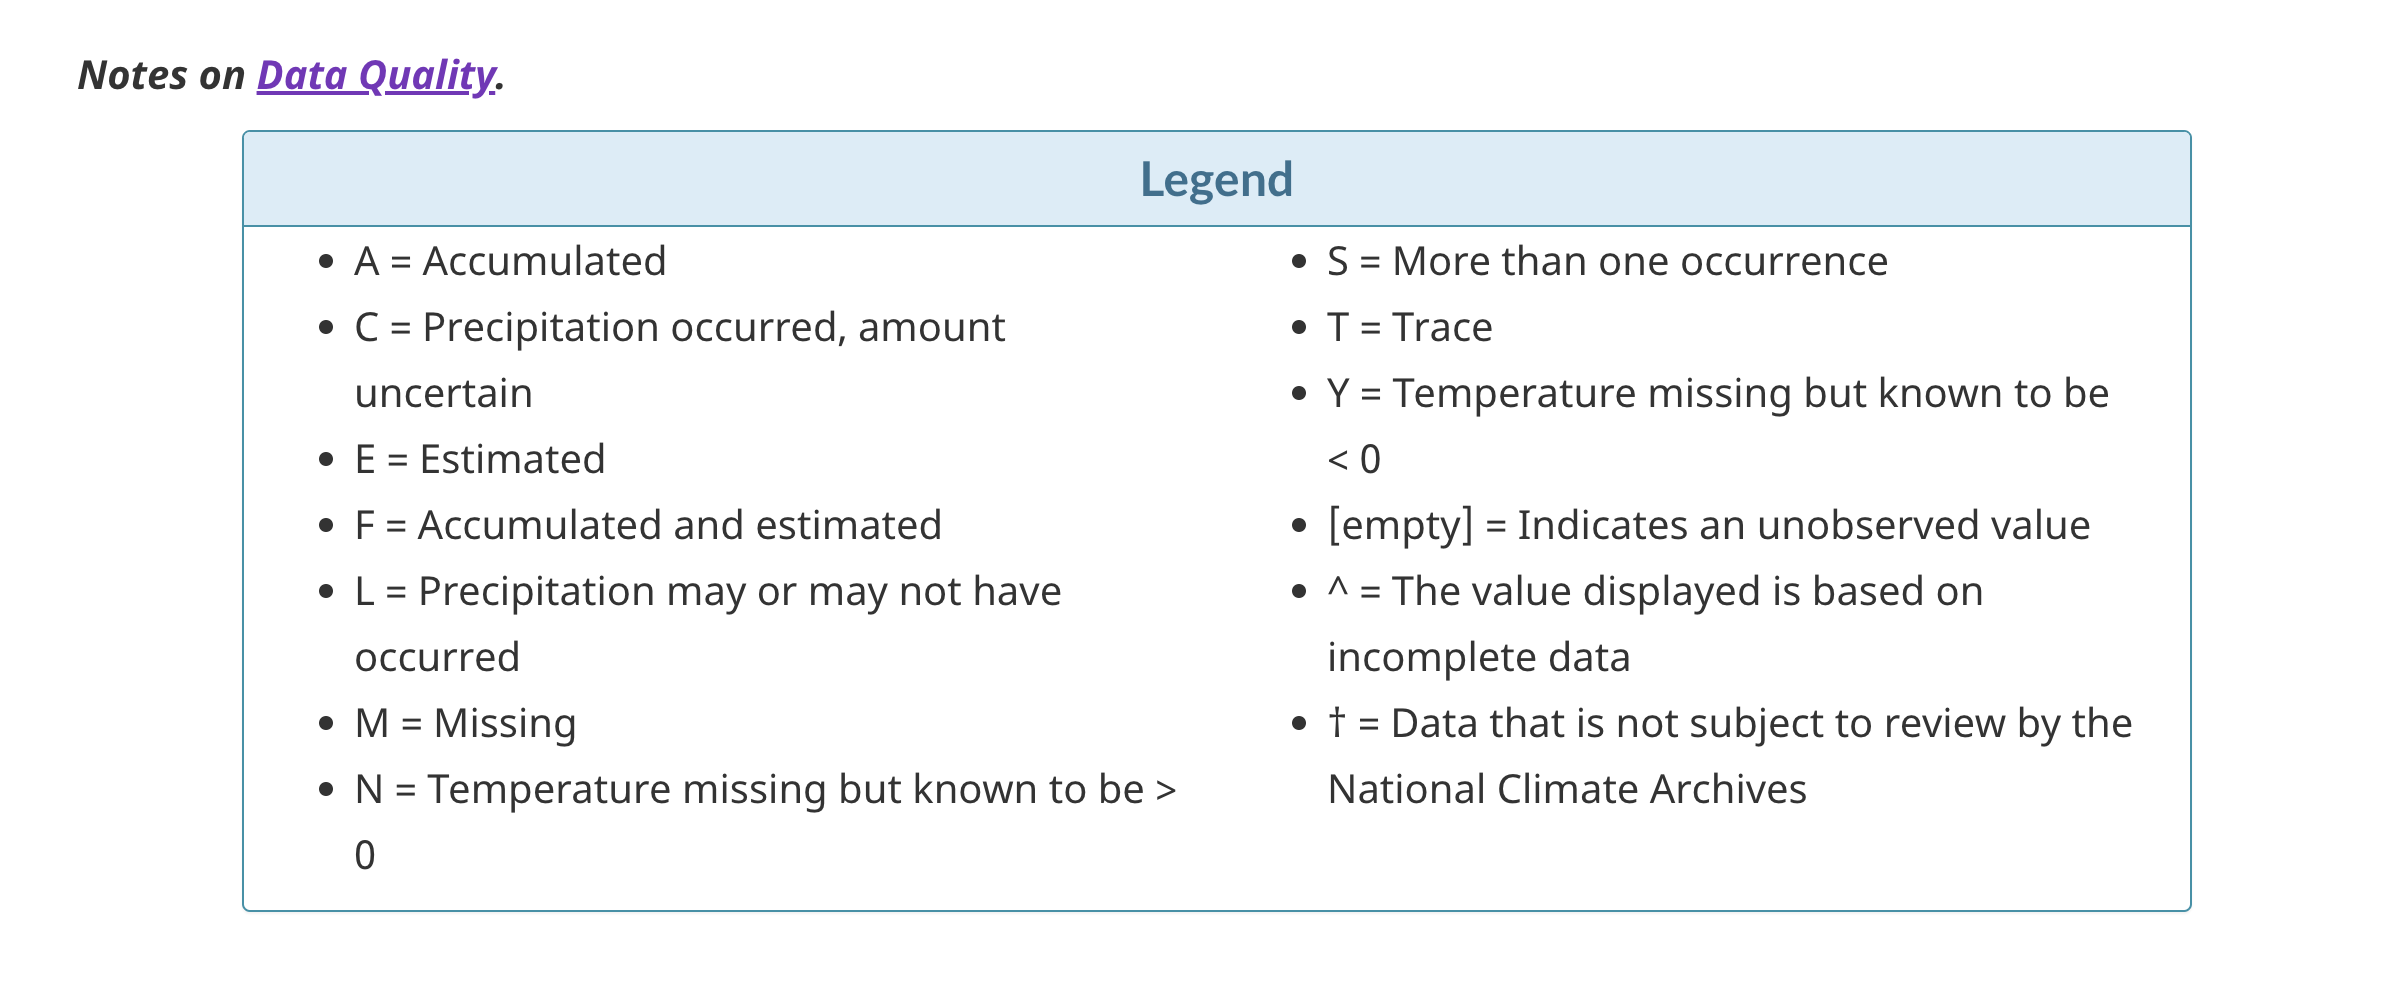 Notes on Data Quality.
Legend
• A = Accumulated
• C = Precipitation occurred, amount
uncertain
• E = Estimated
• F = Accumulated and estimated
• L = Precipitation may or may not have
occurred
• M = Missing
• N = Temperature missing but known to be >
0
• S = More than one occurrence
• T = Trace
• Y = Temperature missing but known to be
< 0
• [empty] = Indicates an unobserved value
• ^ = The value displayed is based on
incomplete data
• † = Data that is not subject to review by the
National Climate Archives